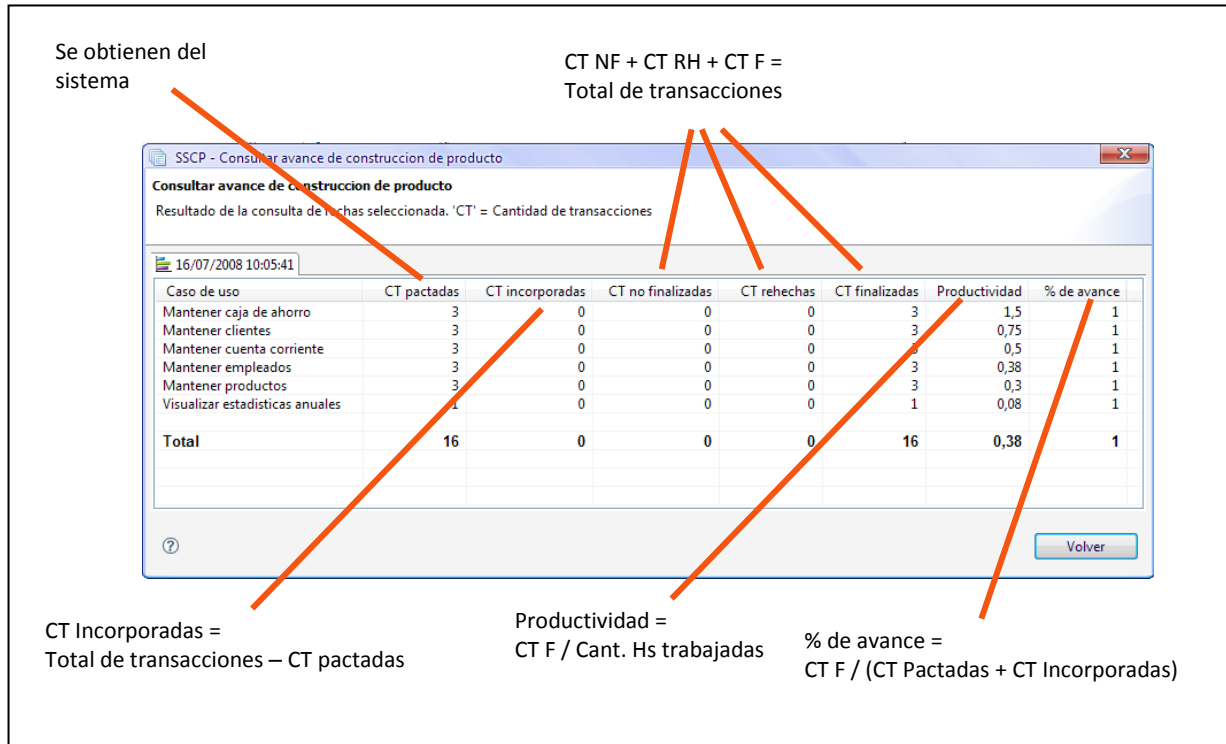 Se obtienen del
sistema
CT NF + CT RH + CT F =
Total de transacciones
SSCP - Consultar avance de construccion de producto
Consultar avance de construccion de producto
Resultado de la consulta de fechas seleccionada. 'CT' = Cantidad de transacciones
16/07/2008 10:05:41
Caso de uso CT pactadas CT incorporadas CT no finalizadas CT rehechas CT finalizadas Productividad % de avance
Mantener caja de ahorro 3 0 0 0 3 1,5 1
Mantener clientes 3 0 0 0 3 0,75 1
Mantener cuenta corriente 3 0 0 0 3 0,5 1
Mantener empleados 3 0 0 0 3 0,38 1
Mantener productos 3 0 0 0 3 0,3 1
Visualizar estadisticas anuales 1 0 0 0 1 0,08 1
Total 16 0 0 0 16 0,38 1
?
Volver
CT Incorporadas =
Total de transacciones – CT pactadas
Productividad =
CT F / Cant. Hs trabajadas
% de avance =
CT F / (CT Pactadas + CT Incorporadas)